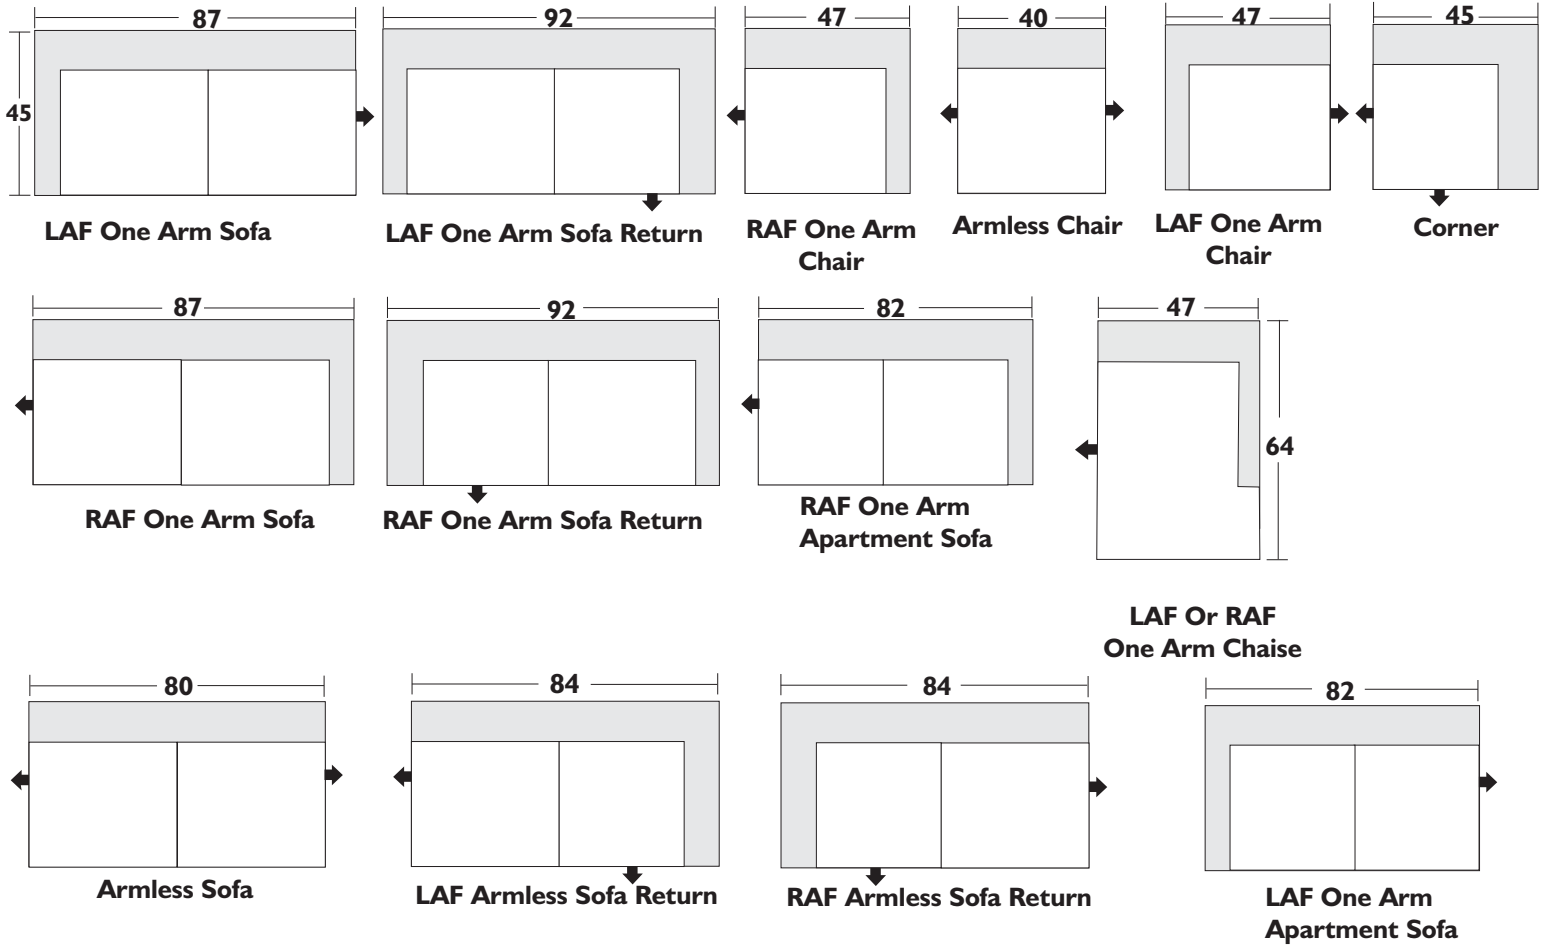 87
92
47
40
47
45
45
LAF One Arm Sofa
LAF One Arm Sofa Return
RAF One Arm
Chair
Armless Chair
LAF One Arm
Chair
Corner
87
92
82
47
64
RAF One Arm Sofa
RAF One Arm Sofa Return
RAF One Arm
Apartment Sofa
LAF Or RAF
One Arm Chaise
80
84
84
82
Armless Sofa
LAF Armless Sofa Return
RAF Armless Sofa Return
LAF One Arm
Apartment Sofa